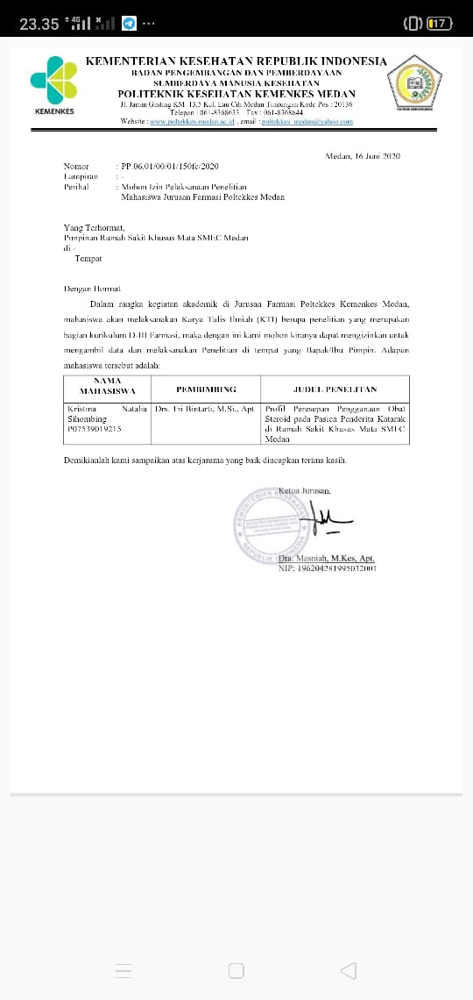 23.35 4G 17
KEMENTERIAN KESEHATAN REPUBLIK INDONESIA
BADAN PENGEMBANGAN DAN PEMBERDAYAAN
SUMBERDAYA MANUSIA KESEHATAN
POLITEKNIK KESEHATAN KEMENKES MEDAN
Jl. Jamin Ginting KM. 13,5 Kel. Lau Cih Medan Tuntungan Kode Pos : 20136
Telepon : 061-8368633 Fax : 061-8368644
Website : www.poltekkes-medan.ac.id , email : poltekkes_medan@yahoo.com
KEMENKES
Medan, 16 Juni 2020
Nomor : PP.06.01/00/01/150fc/2020
Lampiran : -
Perihal : Mohon Izin Pelaksanaan Penelitian
Mahasiswa Jurusan Farmasi Poltekkes Medan
Yang Terhormat,
Pimpinan Rumah Sakit Khusus Mata SMEC Medan
di -
Tempat
Dengan Hormat
Dalam rangka kegiatan akademik di Jurusan Farmasi Poltekkes Kemenkes Medan,
mahasiswa akan melaksanakan Karya Tulis Ilmiah (KTI) berupa penelitian yang merupakan
bagian kurikulum D-III Farmasi, maka dengan ini kami mohon kiranya dapat mengizinkan untuk
mengambil data dan melaksanakan Penelitian di tempat yang Bapak/Ibu Pimpin. Adapun
mahasiswa tersebut adalah:
NAMA MAHASISWA PEMBIMBING JUDUL PENELITAN
Kristina Natalia Drs. Tri Bintarti, M.Si., Apt Profil Peresepan Penggunaan Obat
Sihombing Steroid pada Pasien Penderita Katarak
P07539019215 di Rumah Sakit Khusus Mata SMEC
Medan
Demikianlah kami sampaikan atas kerjasama yang baik diucapkan terima kasih.
Ketua Jurusan,
Dra. Masniah, M.Kes, Apt.
NIP: 196204281995032001